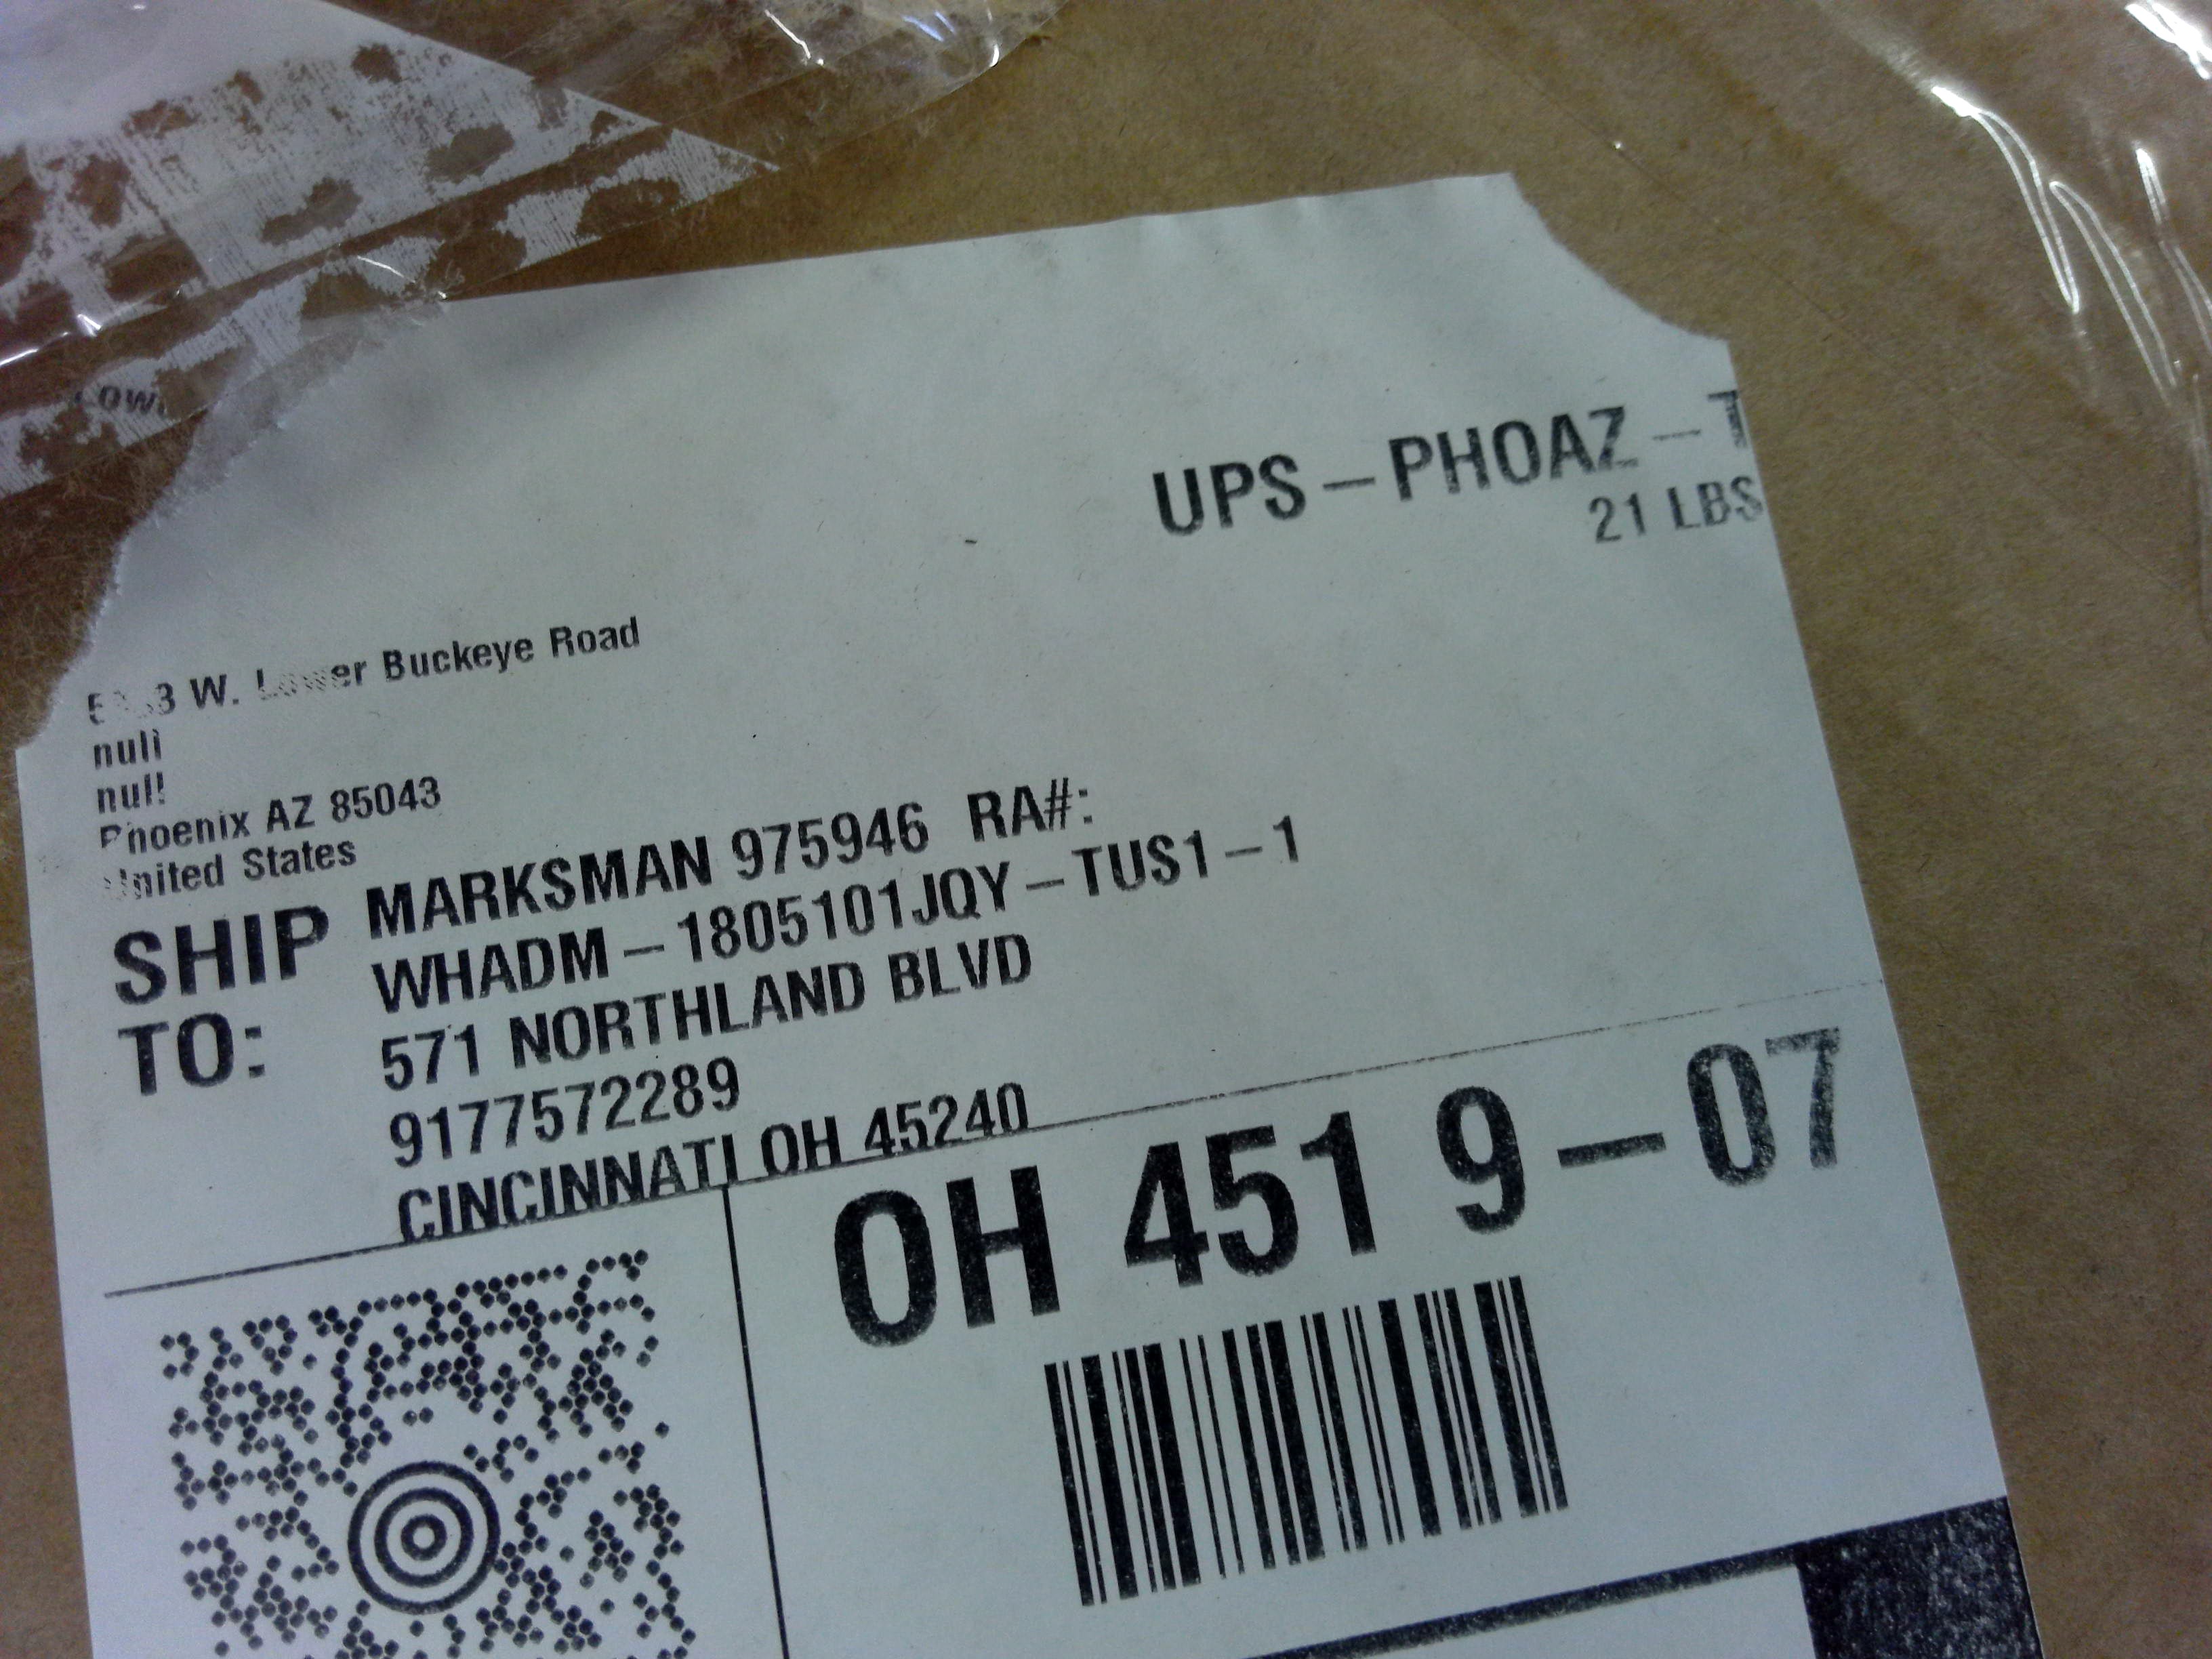 UPS-PHOAZ-T
21 LBS
W. Lower Buckeye Road
null
null
Phoenix AZ 85043
United States
SHIP TO:
MARKSMAN 975946 RA#:
WHADM-1805101JQY-TUS1-1
571 NORTHLAND BLVD
9177572289
CINCINNATI OH 45240
OH 451 9-07